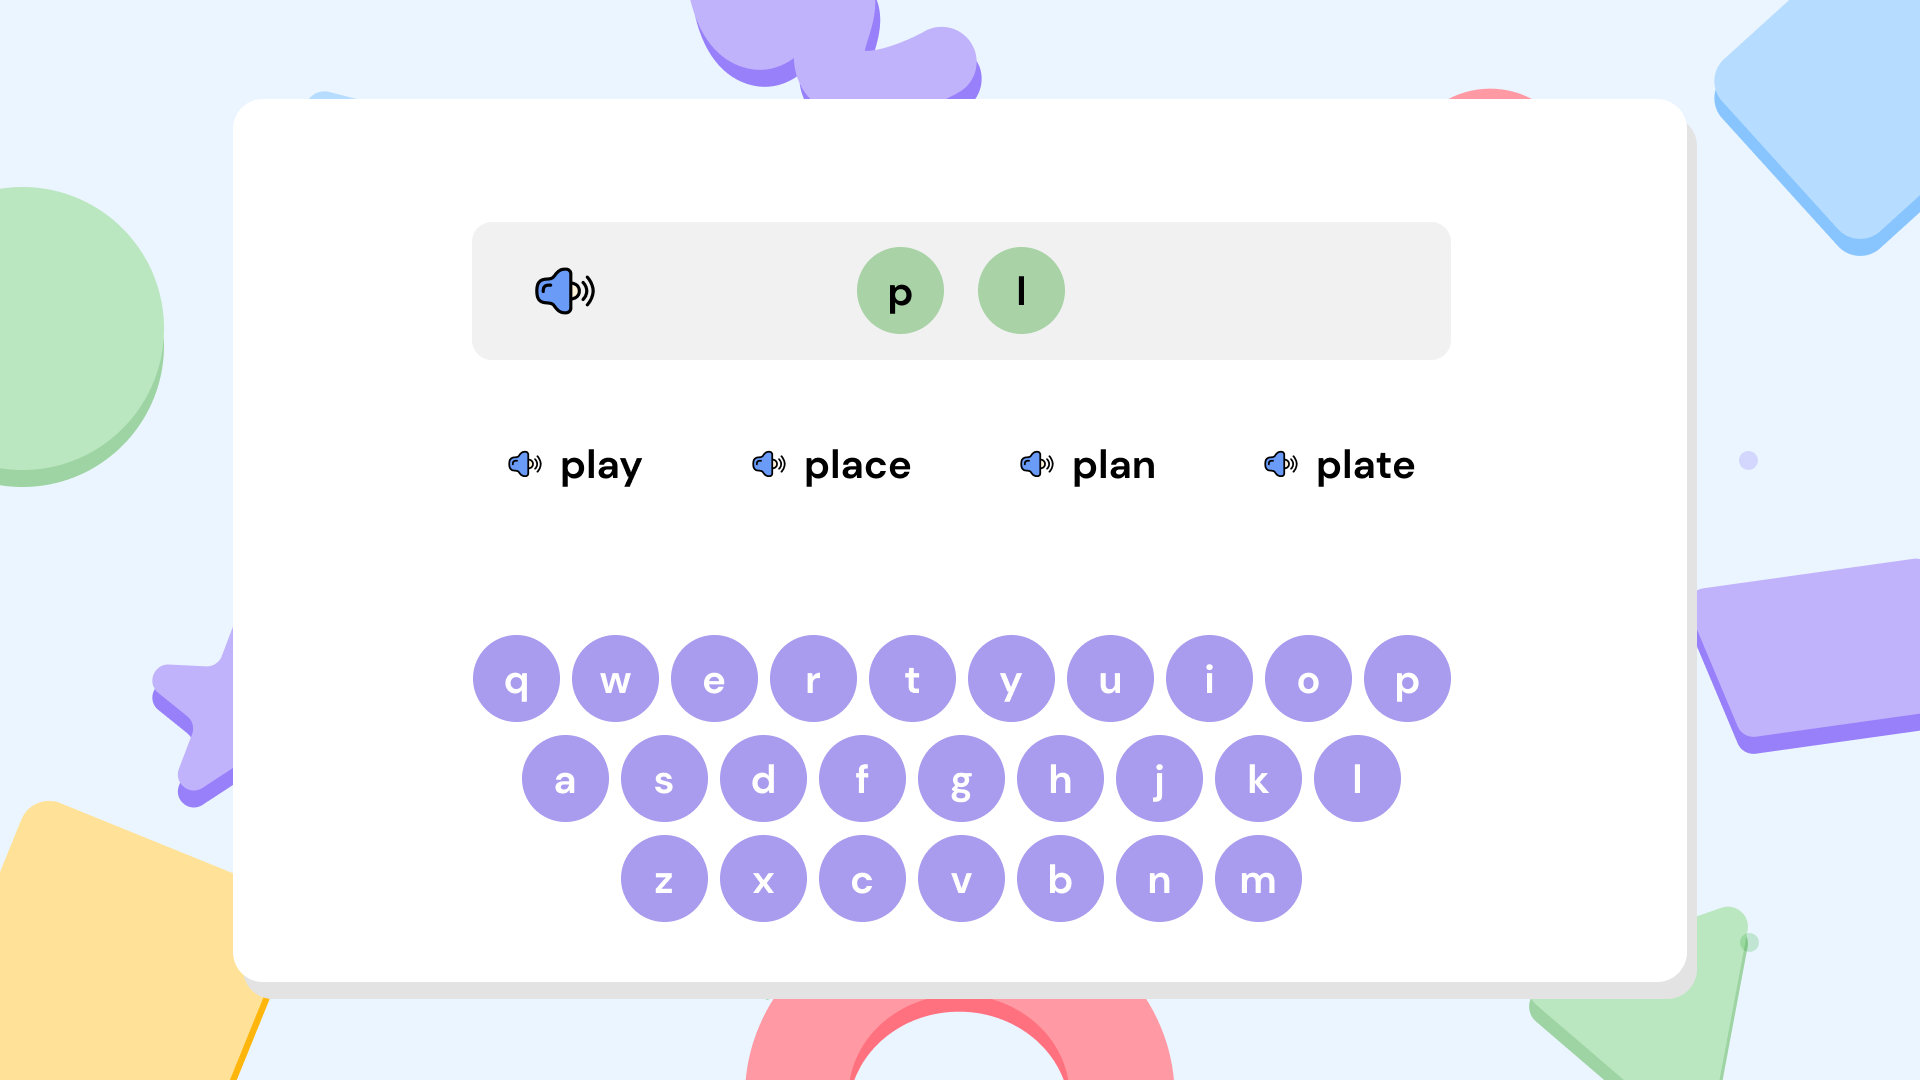 p l
play place plan plate
q w e r t y u i o p
a s d f g h j k l
z x c v b n m